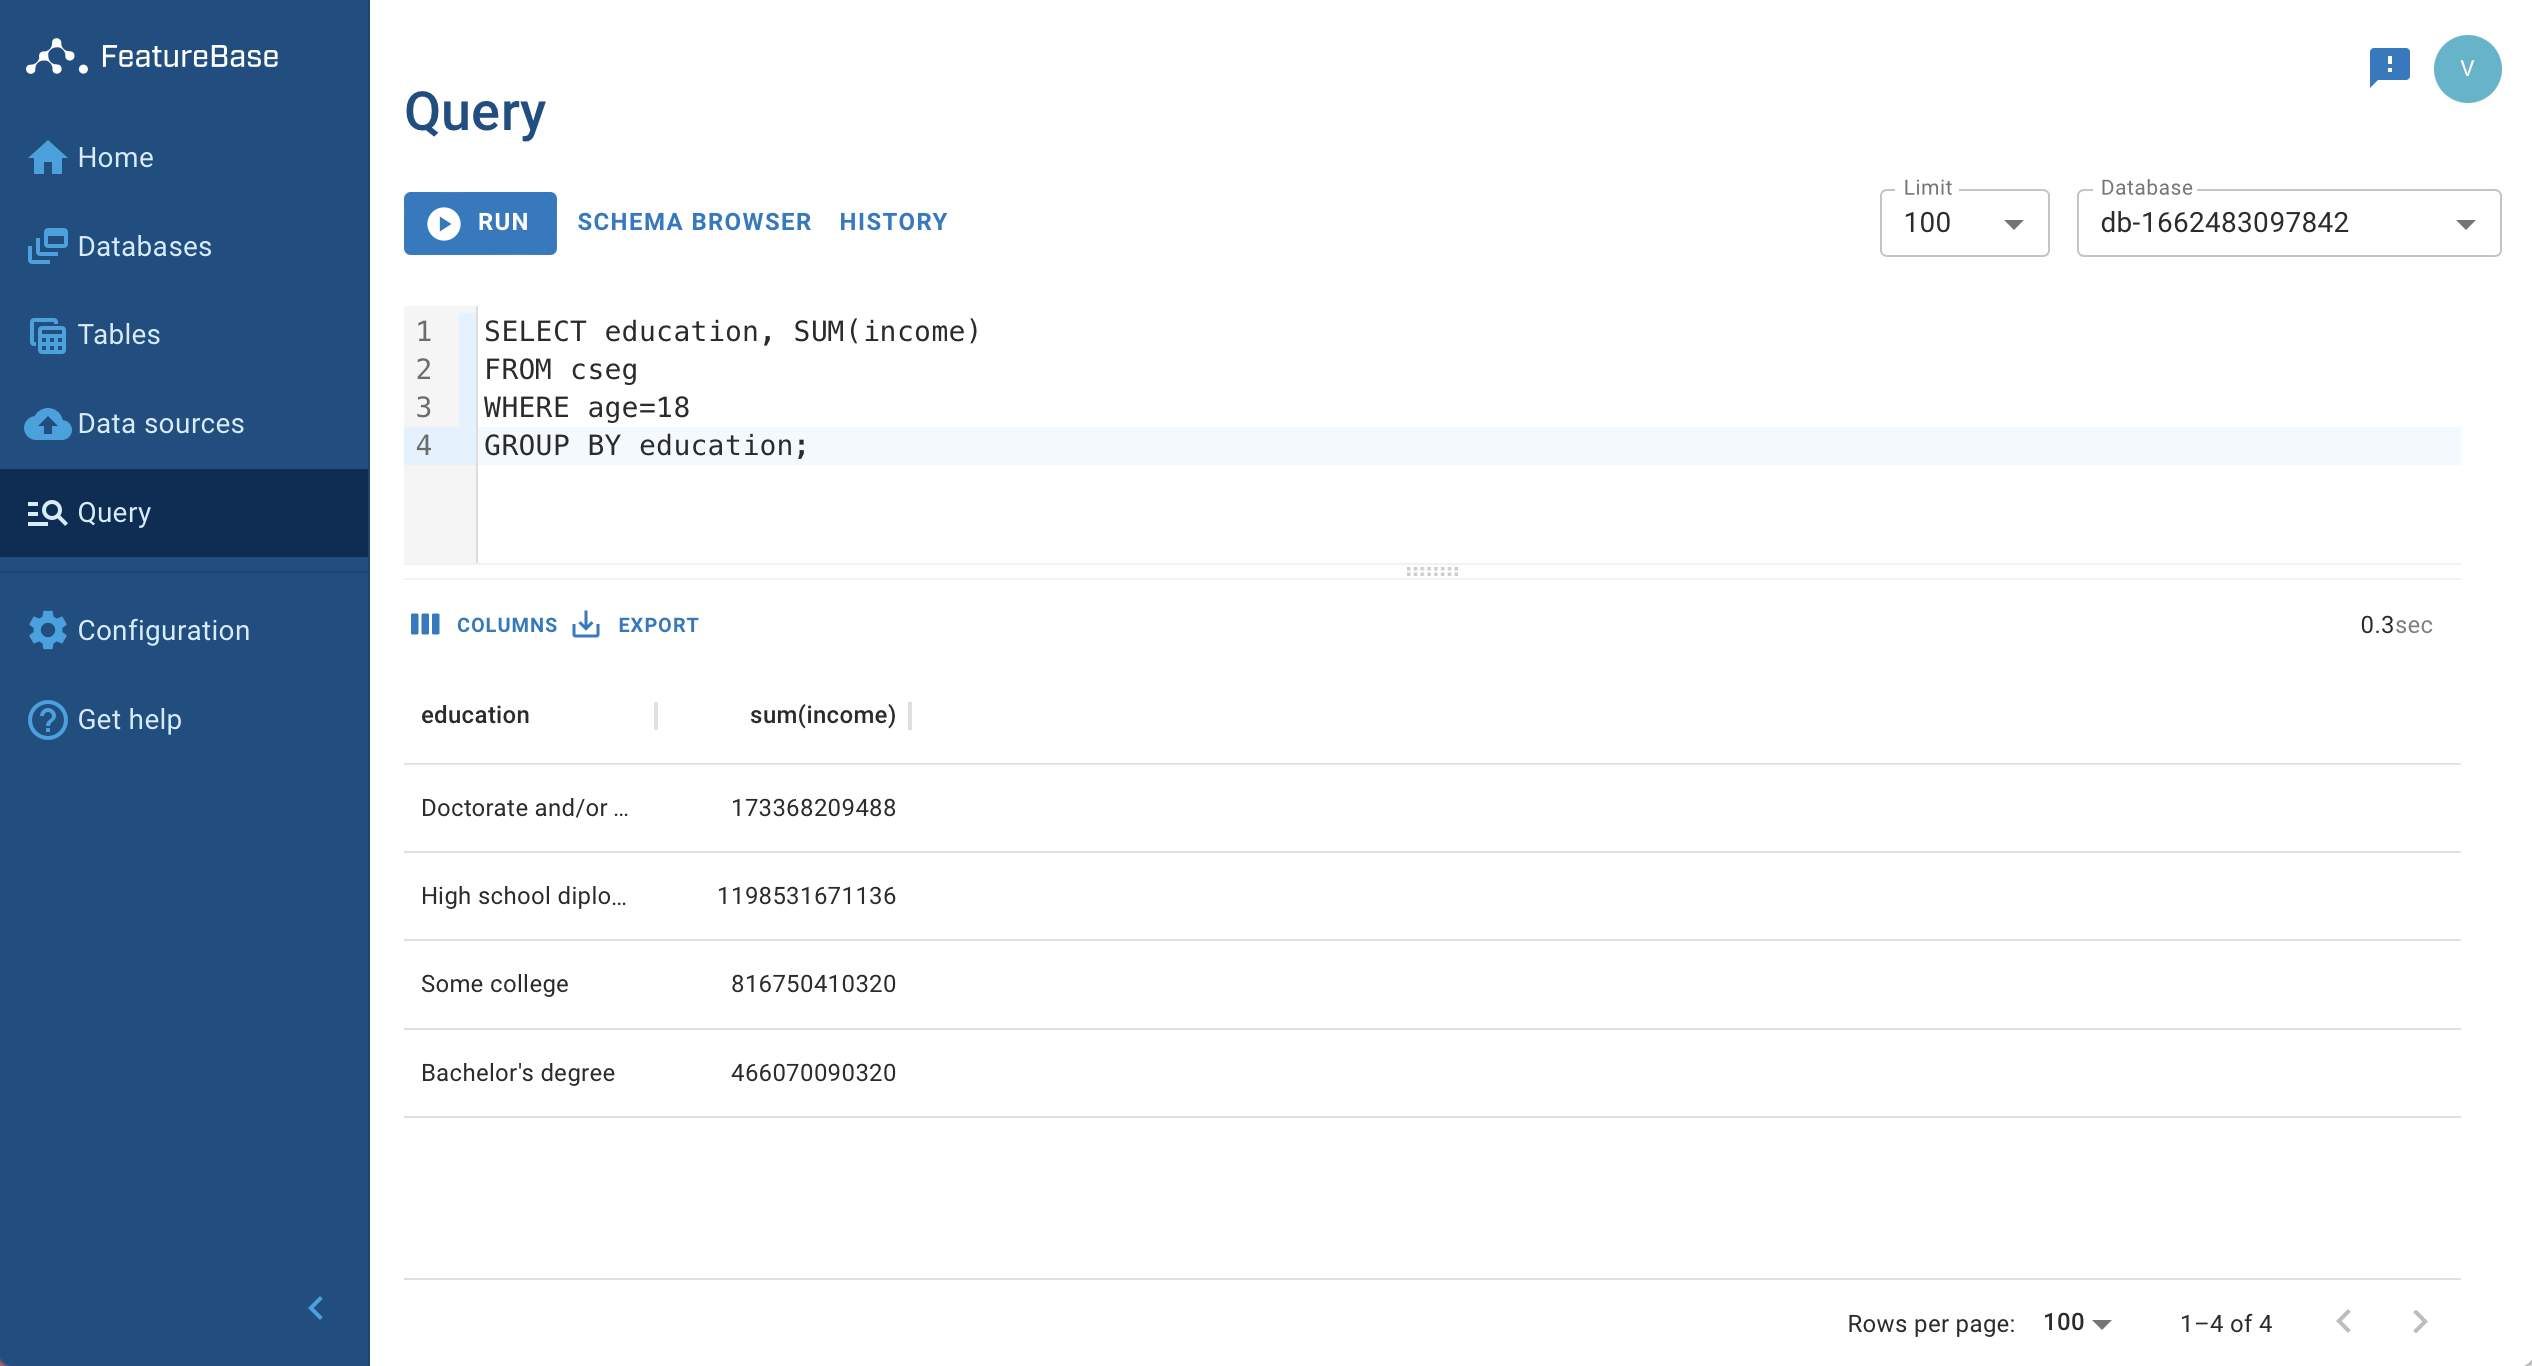 FeatureBase
Home
Databases
Tables
Data sources
Query
Configuration
Get help
V
Query
RUN
SCHEMA BROWSER
HISTORY
Limit
100
Database
db-1662483097842
1 SELECT education, SUM(income)
2 FROM cseg
3 WHERE age=18
4 GROUP BY education;
COLUMNS
EXPORT
0.3sec
education sum(income)
Doctorate and/or ... 173368209488
High school diplo... 1198531671136
Some college 816750410320
Bachelor's degree 466070090320
Rows per page: 100 1–4 of 4